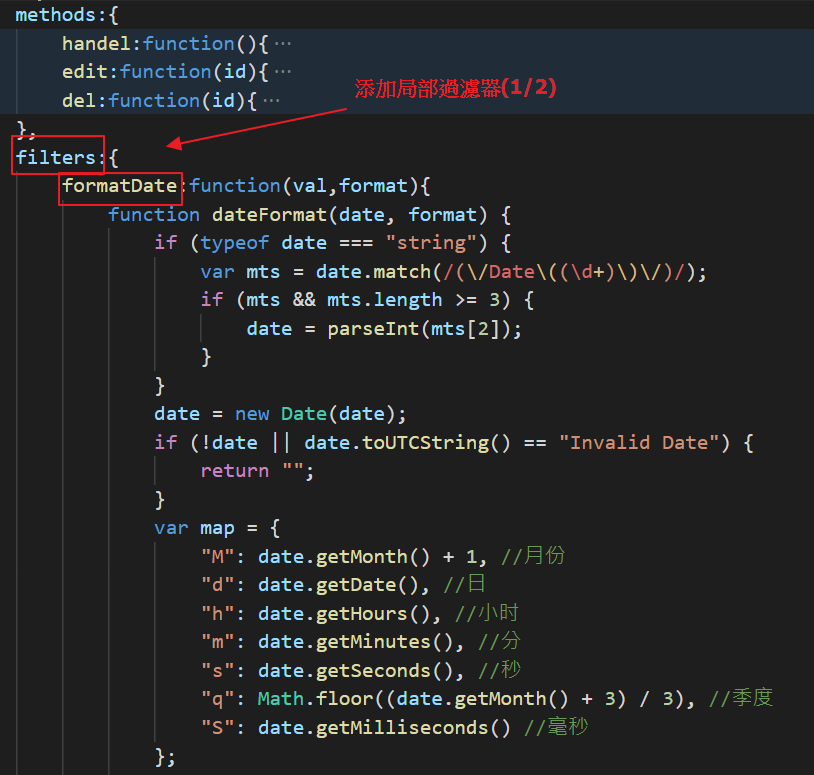 methods:{
handel:function(){ ···
edit:function(id){ ···
del:function(id){ ···
添加局部過濾器(1/2)
},
filters:{
formatDate:function(val,format){
function dateFormat(date, format) {
if (typeof date === "string") {
var mts = date.match(/(\/Date\((\d+)\)\/)/);
if (mts && mts.length >= 3) {
date = parseInt(mts[2]);
}
}
date = new Date(date);
if (!date || date.toUTCString() == "Invalid Date") {
return "";
}
var map = {
"M": date.getMonth() + 1, //月份
"d": date.getDate(), //日
"h": date.getHours(), //小时
"m": date.getMinutes(), //分
"s": date.getSeconds(), //秒
"q": Math.floor((date.getMonth() + 3) / 3), //季度
"S": date.getMilliseconds() //毫秒
};